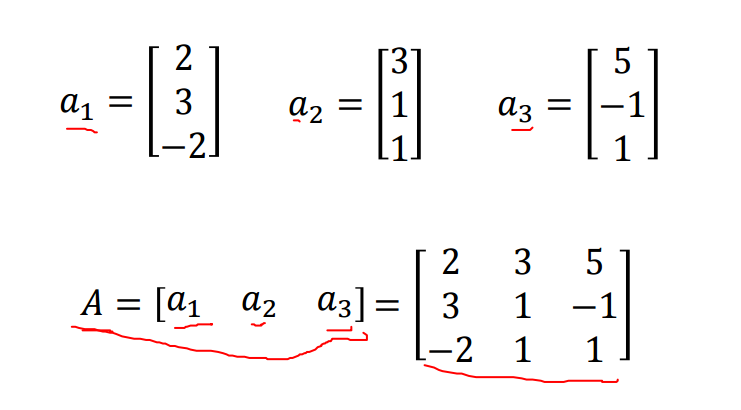 a₁ = [2 3 −2] a₂ = [3 1 1] a₃ = [5 −1 1]
A = [a₁ a₂ a₃] = [2 3 5
3 1 −1
−2 1 1]